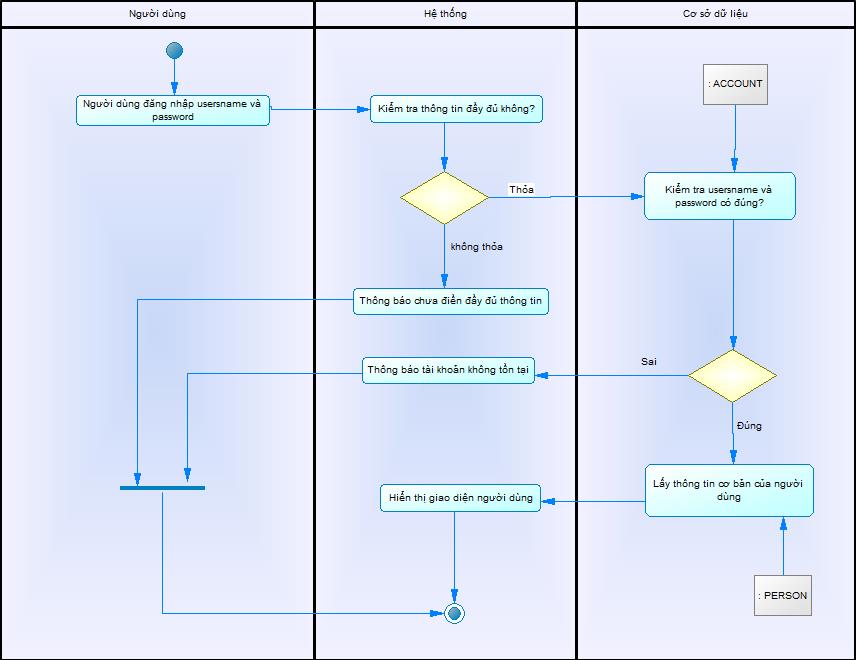 Người dùng
Hệ thống
Cơ sở dữ liệu
: ACCOUNT
Người dùng đăng nhập usersname và
password
Kiểm tra thông tin đầy đủ không?
Thỏa
Kiểm tra usersname và
password có đúng?
không thỏa
Thông báo chưa điền đầy đủ thông tin
Thông báo tài khoản không tồn tại
Sai
Đúng
Lấy thông tin cơ bản của người
dùng
Hiển thị giao diện người dùng
: PERSON